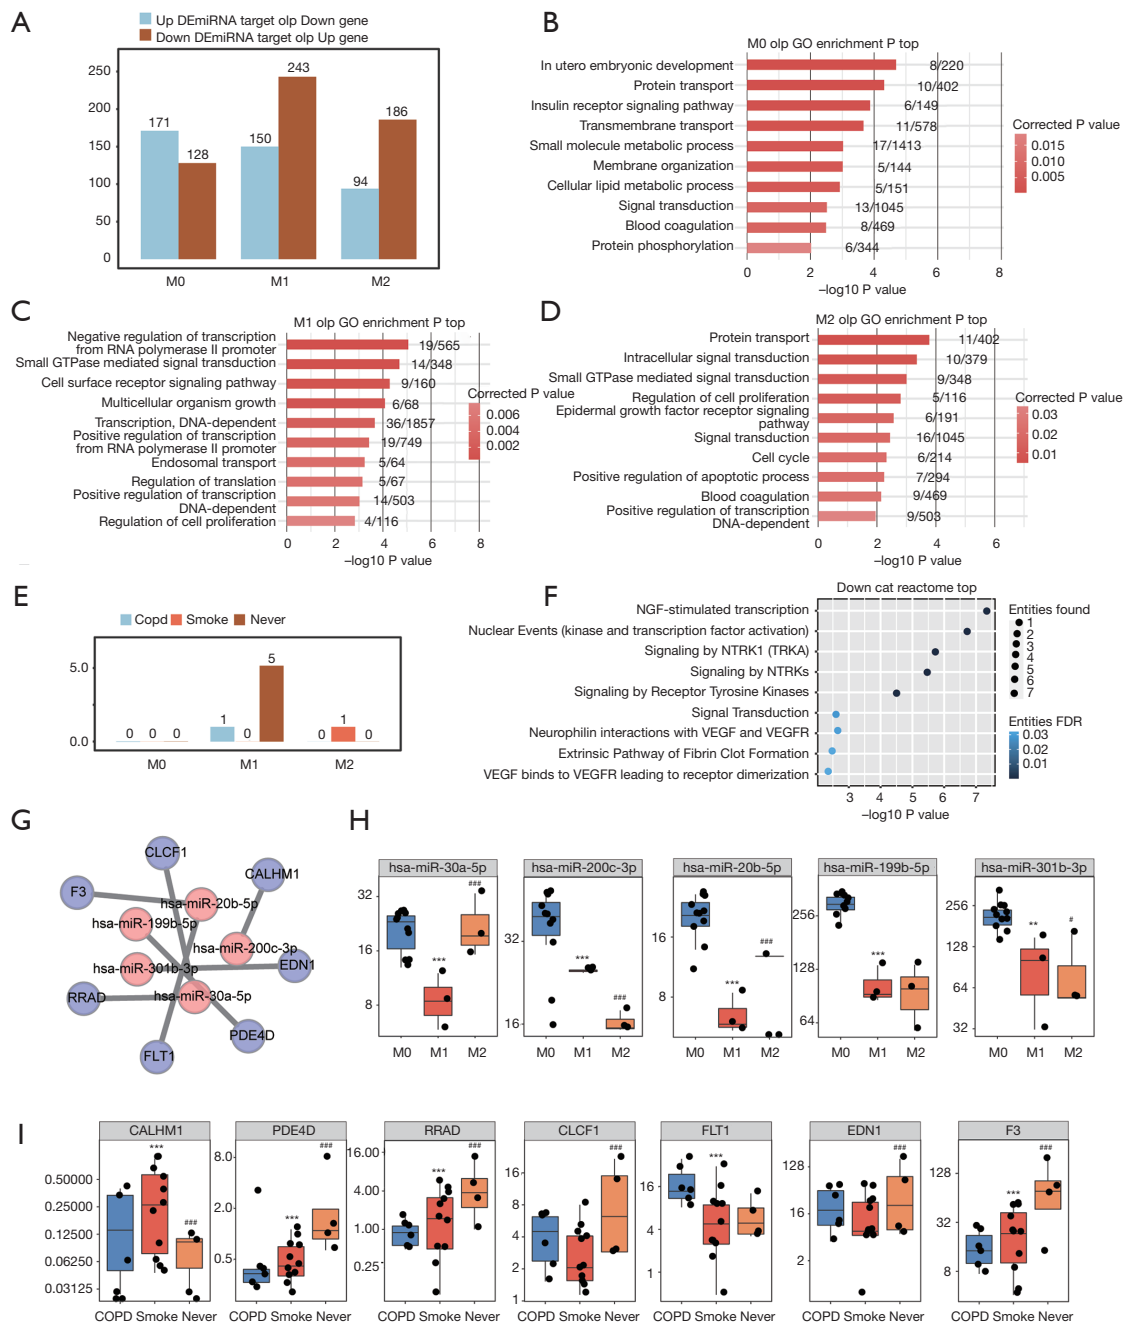 A
Up DEmiRNA target olp Down gene
Down DEmiRNA target olp Up gene
250
200
150
100
50
0
171
128
150
243
94
186
M0 M1 M2
B
M0 olp GO enrichment P top
In utero embryonic development 8/220
Protein transport 10/402
Insulin receptor signaling pathway 6/149
Transmembrane transport 11/578
Small molecule metabolic process 17/1413
Membrane organization 5/144
Cellular lipid metabolic process 5/151
Signal transduction 13/1045
Blood coagulation 8/469
Protein phosphorylation 6/344
0 2 4 6 8
−log10 P value
Corrected P value
0.015
0.010
0.005
C
M1 olp GO enrichment P top
Negative regulation of transcription
from RNA polymerase II promoter 19/565
Small GTPase mediated signal transduction 14/348
Cell surface receptor signaling pathway 9/160
Multicellular organism growth 6/68
Transcription, DNA-dependent 36/1857
Positive regulation of transcription
from RNA polymerase II promoter 19/749
Endosomal transport 5/64
Regulation of translation 5/67
Positive regulation of transcription
DNA-dependent 14/503
Regulation of cell proliferation 4/116
0 2 4 6 8
−log10 P value
Corrected P value
0.006
0.004
0.002
D
M2 olp GO enrichment P top
Protein transport 11/402
Intracellular signal transduction 10/379
Small GTPase mediated signal transduction 9/348
Regulation of cell proliferation 5/116
Epidermal growth factor receptor signaling
pathway 6/191
Signal transduction 16/1045
Cell cycle 6/214
Positive regulation of apoptotic process 7/294
Blood coagulation 9/469
Positive regulation of transcription
DNA-dependent 9/503
0 2 4 6
−log10 P value
Corrected P value
0.03
0.02
0.01
E
Copd Smoke Never
5.0
0.0
0 0 0
1 0 5
0 1 0
M0 M1 M2
F
Down cat reactome top
NGF-stimulated transcription
Nuclear Events (kinase and transcription factor activation)
Signaling by NTRK1 (TRKA)
Signaling by NTRKs
Signaling by Receptor Tyrosine Kinases
Signal Transduction
Neurophilin interactions with VEGF and VEGFR
Extrinsic Pathway of Fibrin Clot Formation
VEGF binds to VEGFR leading to receptor dimerization
3 4 5 6 7
−log10 P value
Entities found
1
2
3
4
5
6
7
Entities FDR
0.03
0.02
0.01
G
CLCF1
CALHM1
F3
hsa-miR-20b-5p
hsa-miR-199b-5p
hsa-miR-200c-3p
hsa-miR-301b-3p
EDN1
RRAD
hsa-miR-30a-5p
PDE4D
FLT1
H
hsa-miR-30a-5p
32
16
8
***
###
M0 M1 M2
hsa-miR-200c-3p
32
16
***
###
M0 M1 M2
hsa-miR-20b-5p
16
8
***
###
M0 M1 M2
hsa-miR-199b-5p
256
128
64
***
M0 M1 M2
hsa-miR-301b-3p
256
128
64
32
**
#
M0 M1 M2
I
CALHM1
0.50000
0.25000
0.12500
0.06250
0.03125
***
###
COPD Smoke Never
PDE4D
8.0
2.0
0.5
***
###
COPD Smoke Never
RRAD
16.00
4.00
1.00
0.25
***
###
COPD Smoke Never
CLCF1
16
8
4
2
1
###
COPD Smoke Never
FLT1
16
4
1
***
COPD Smoke Never
EDN1
128
16
2
###
COPD Smoke Never
F3
128
32
8
***
###
COPD Smoke Never